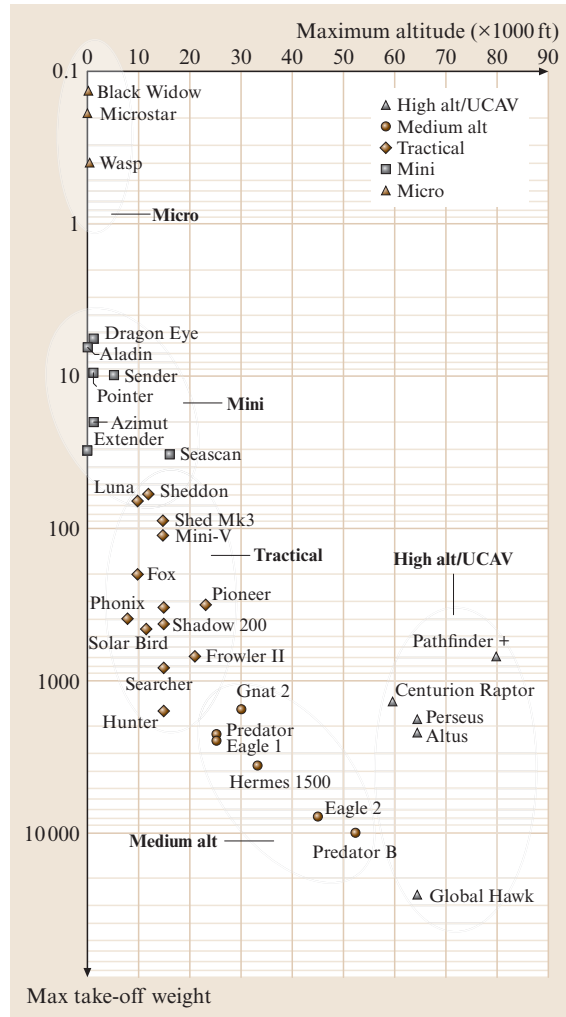 Maximum altitude (×1000 ft)
0 10 20 30 40 50 60 70 80 90
0.1
Black Widow
High alt/UCAV
Microstar
Medium alt
Tractical
Wasp
Mini
Micro
Micro
1
Dragon Eye
Aladin
10
Sender
Pointer
Mini
Azimut
Extender
Seascan
Luna
Sheddon
100
Shed Mk3
Mini-V
Tractical
High alt/UCAV
Fox
Pioneer
Phonix
Shadow 200
Solar Bird
Pathfinder +
Frowler II
1000
Searcher
Gnat 2
Centurion Raptor
Hunter
Perseus
Predator
Altus
Eagle 1
Hermes 1500
Eagle 2
10 000
Medium alt
Predator B
Global Hawk
Max take-off weight